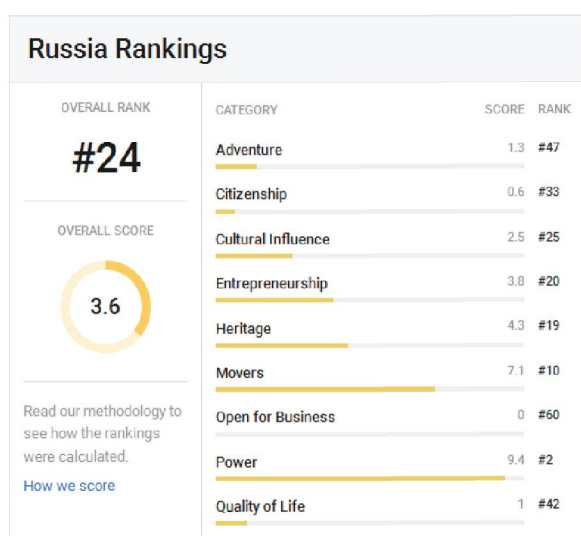 Russia Rankings
OVERALL RANK
#24
OVERALL SCORE
3.6
Read our methodology to
see how the rankings
were calculated.
How we score
CATEGORY SCORE RANK
Adventure 1.3 #47
Citizenship 0.6 #33
Cultural Influence 2.5 #25
Entrepreneurship 3.8 #20
Heritage 4.3 #19
Movers 7.1 #10
Open for Business 0 #60
Power 9.4 #2
Quality of Life 1 #42